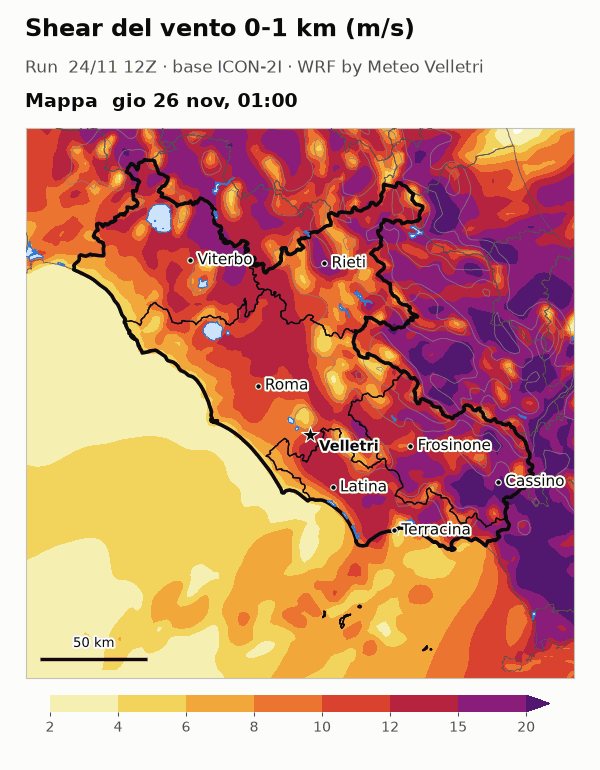 Shear del vento 0-1 km (m/s)
Run  24/11 12Z · base ICON-2I · WRF by Meteo Velletri
Mappa  gio 26 nov, 01:00
Viterbo
Rieti
Roma
Velletri
Frosinone
Latina
Cassino
Terracina
50 km
2 4 6 8 10 12 15 20